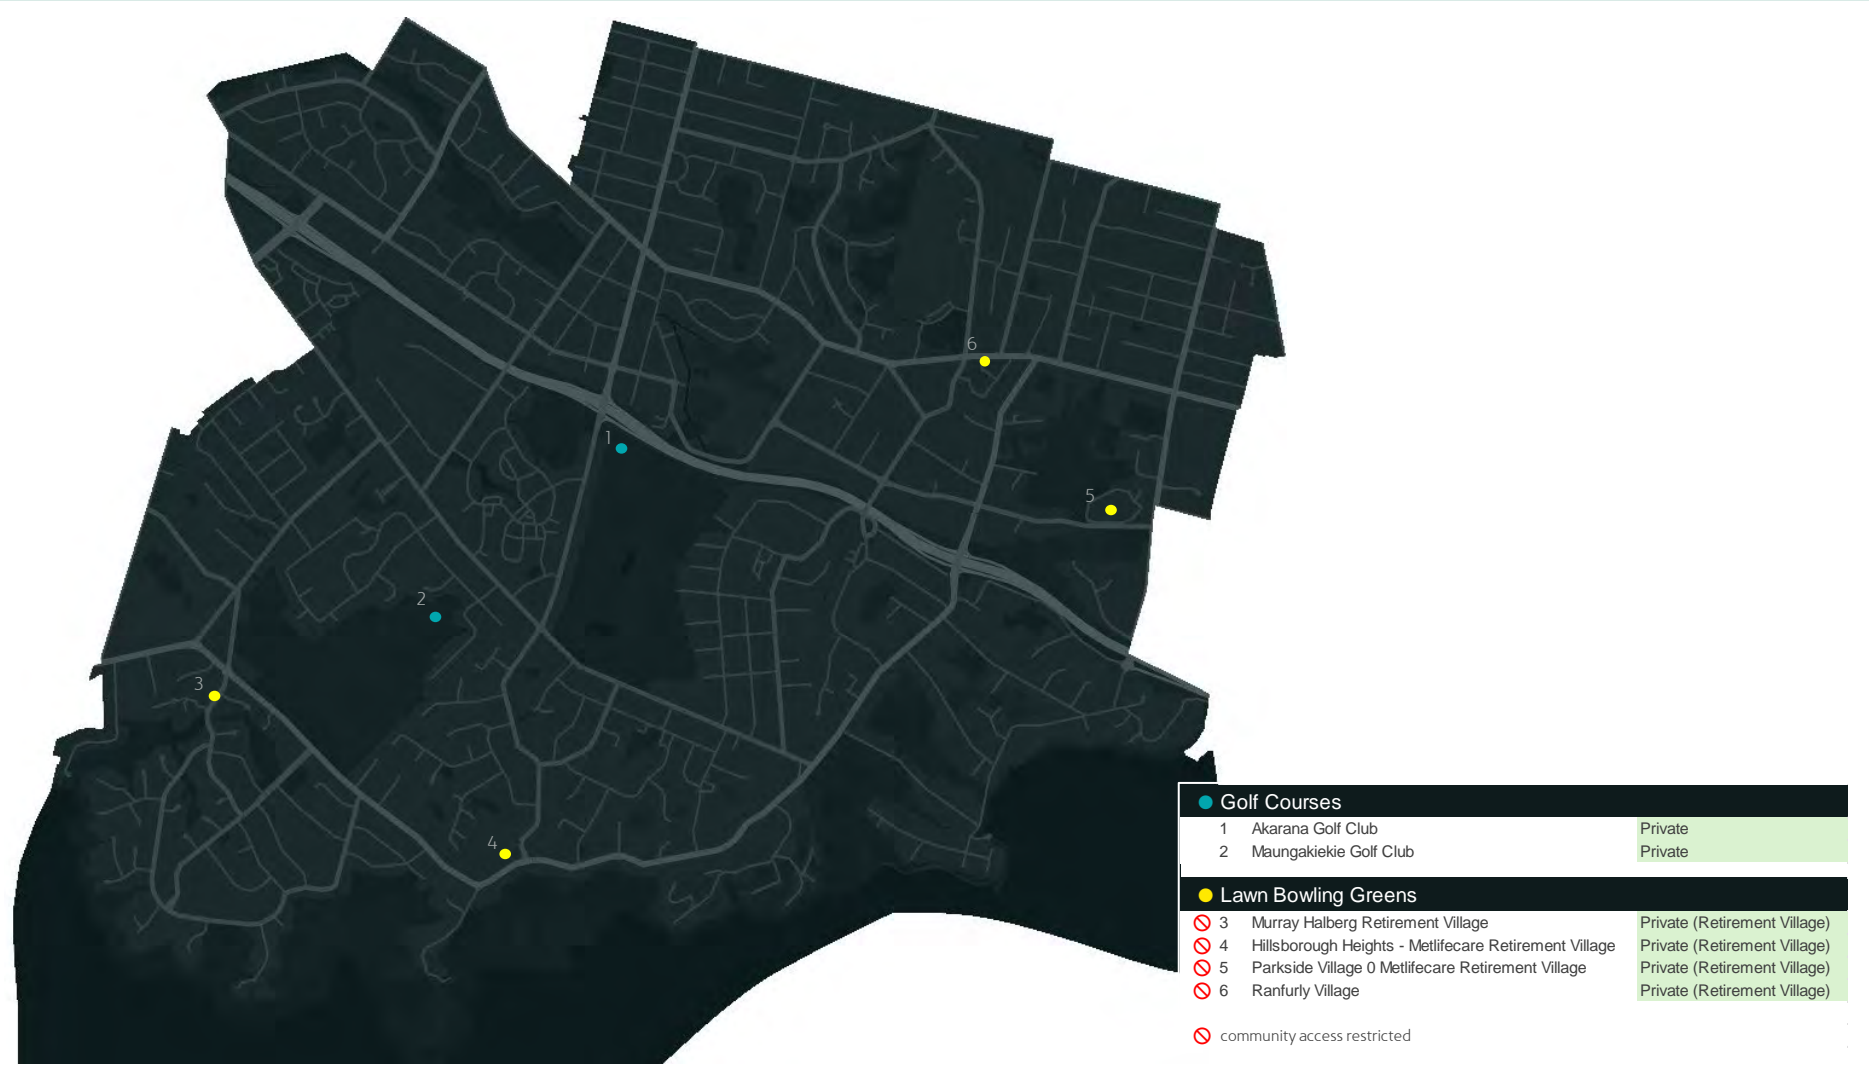 6
1
5
2
3
4
Golf Courses
1 Akarana Golf Club Private
2 Maungakiekie Golf Club Private
Lawn Bowling Greens
3 Murray Halberg Retirement Village Private (Retirement Village)
4 Hillsborough Heights - Metlifecare Retirement Village Private (Retirement Village)
5 Parkside Village 0 Metlifecare Retirement Village Private (Retirement Village)
6 Ranfurly Village Private (Retirement Village)
community access restricted